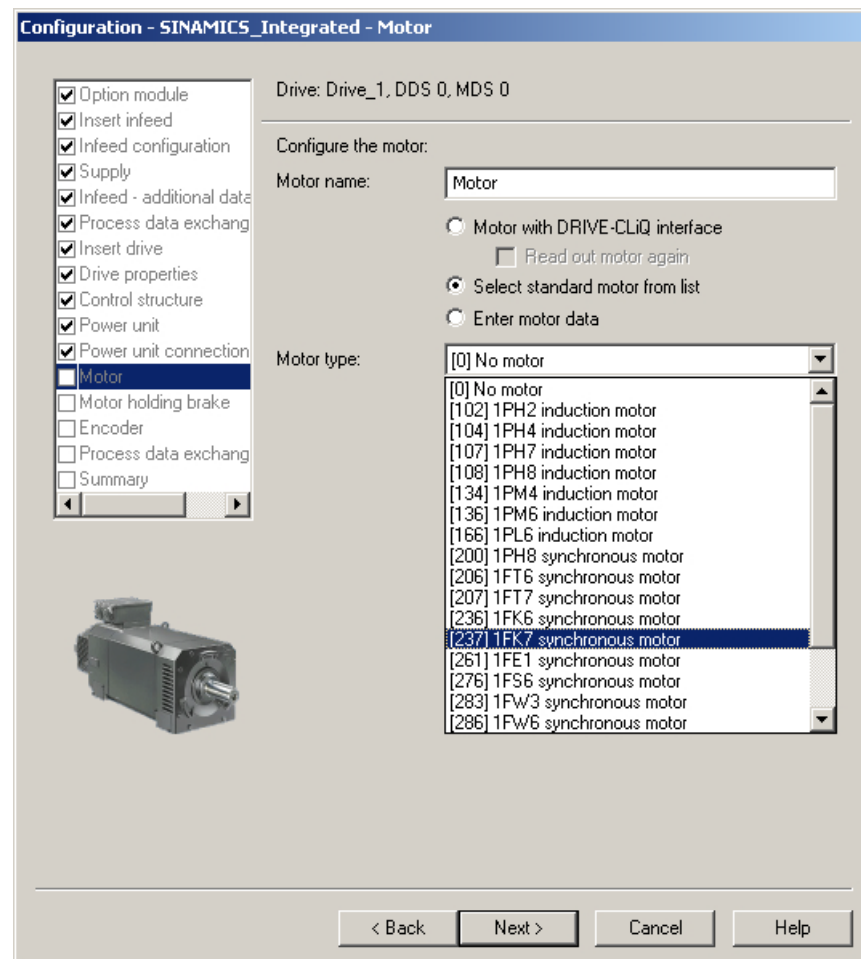 Configuration - SINAMICS_Integrated - Motor
Option module
Insert infeed
Infeed configuration
Supply
Infeed - additional data
Process data exchang
Insert drive
Drive properties
Control structure
Power unit
Power unit connection
Motor
Motor holding brake
Encoder
Process data exchang
Summary
Drive: Drive_1, DDS 0, MDS 0
Configure the motor:
Motor name:
Motor
Motor with DRIVE-CLiQ interface
Read out motor again
Select standard motor from list
Enter motor data
Motor type:
[0] No motor
[0] No motor
[102] 1PH2 induction motor
[104] 1PH4 induction motor
[107] 1PH7 induction motor
[108] 1PH8 induction motor
[134] 1PM4 induction motor
[136] 1PM6 induction motor
[166] 1PL6 induction motor
[200] 1PH8 synchronous motor
[206] 1FT6 synchronous motor
[207] 1FT7 synchronous motor
[236] 1FK6 synchronous motor
[237] 1FK7 synchronous motor
[261] 1FE1 synchronous motor
[276] 1FS6 synchronous motor
[283] 1FW3 synchronous motor
[286] 1FW6 synchronous motor
< Back
Next >
Cancel
Help